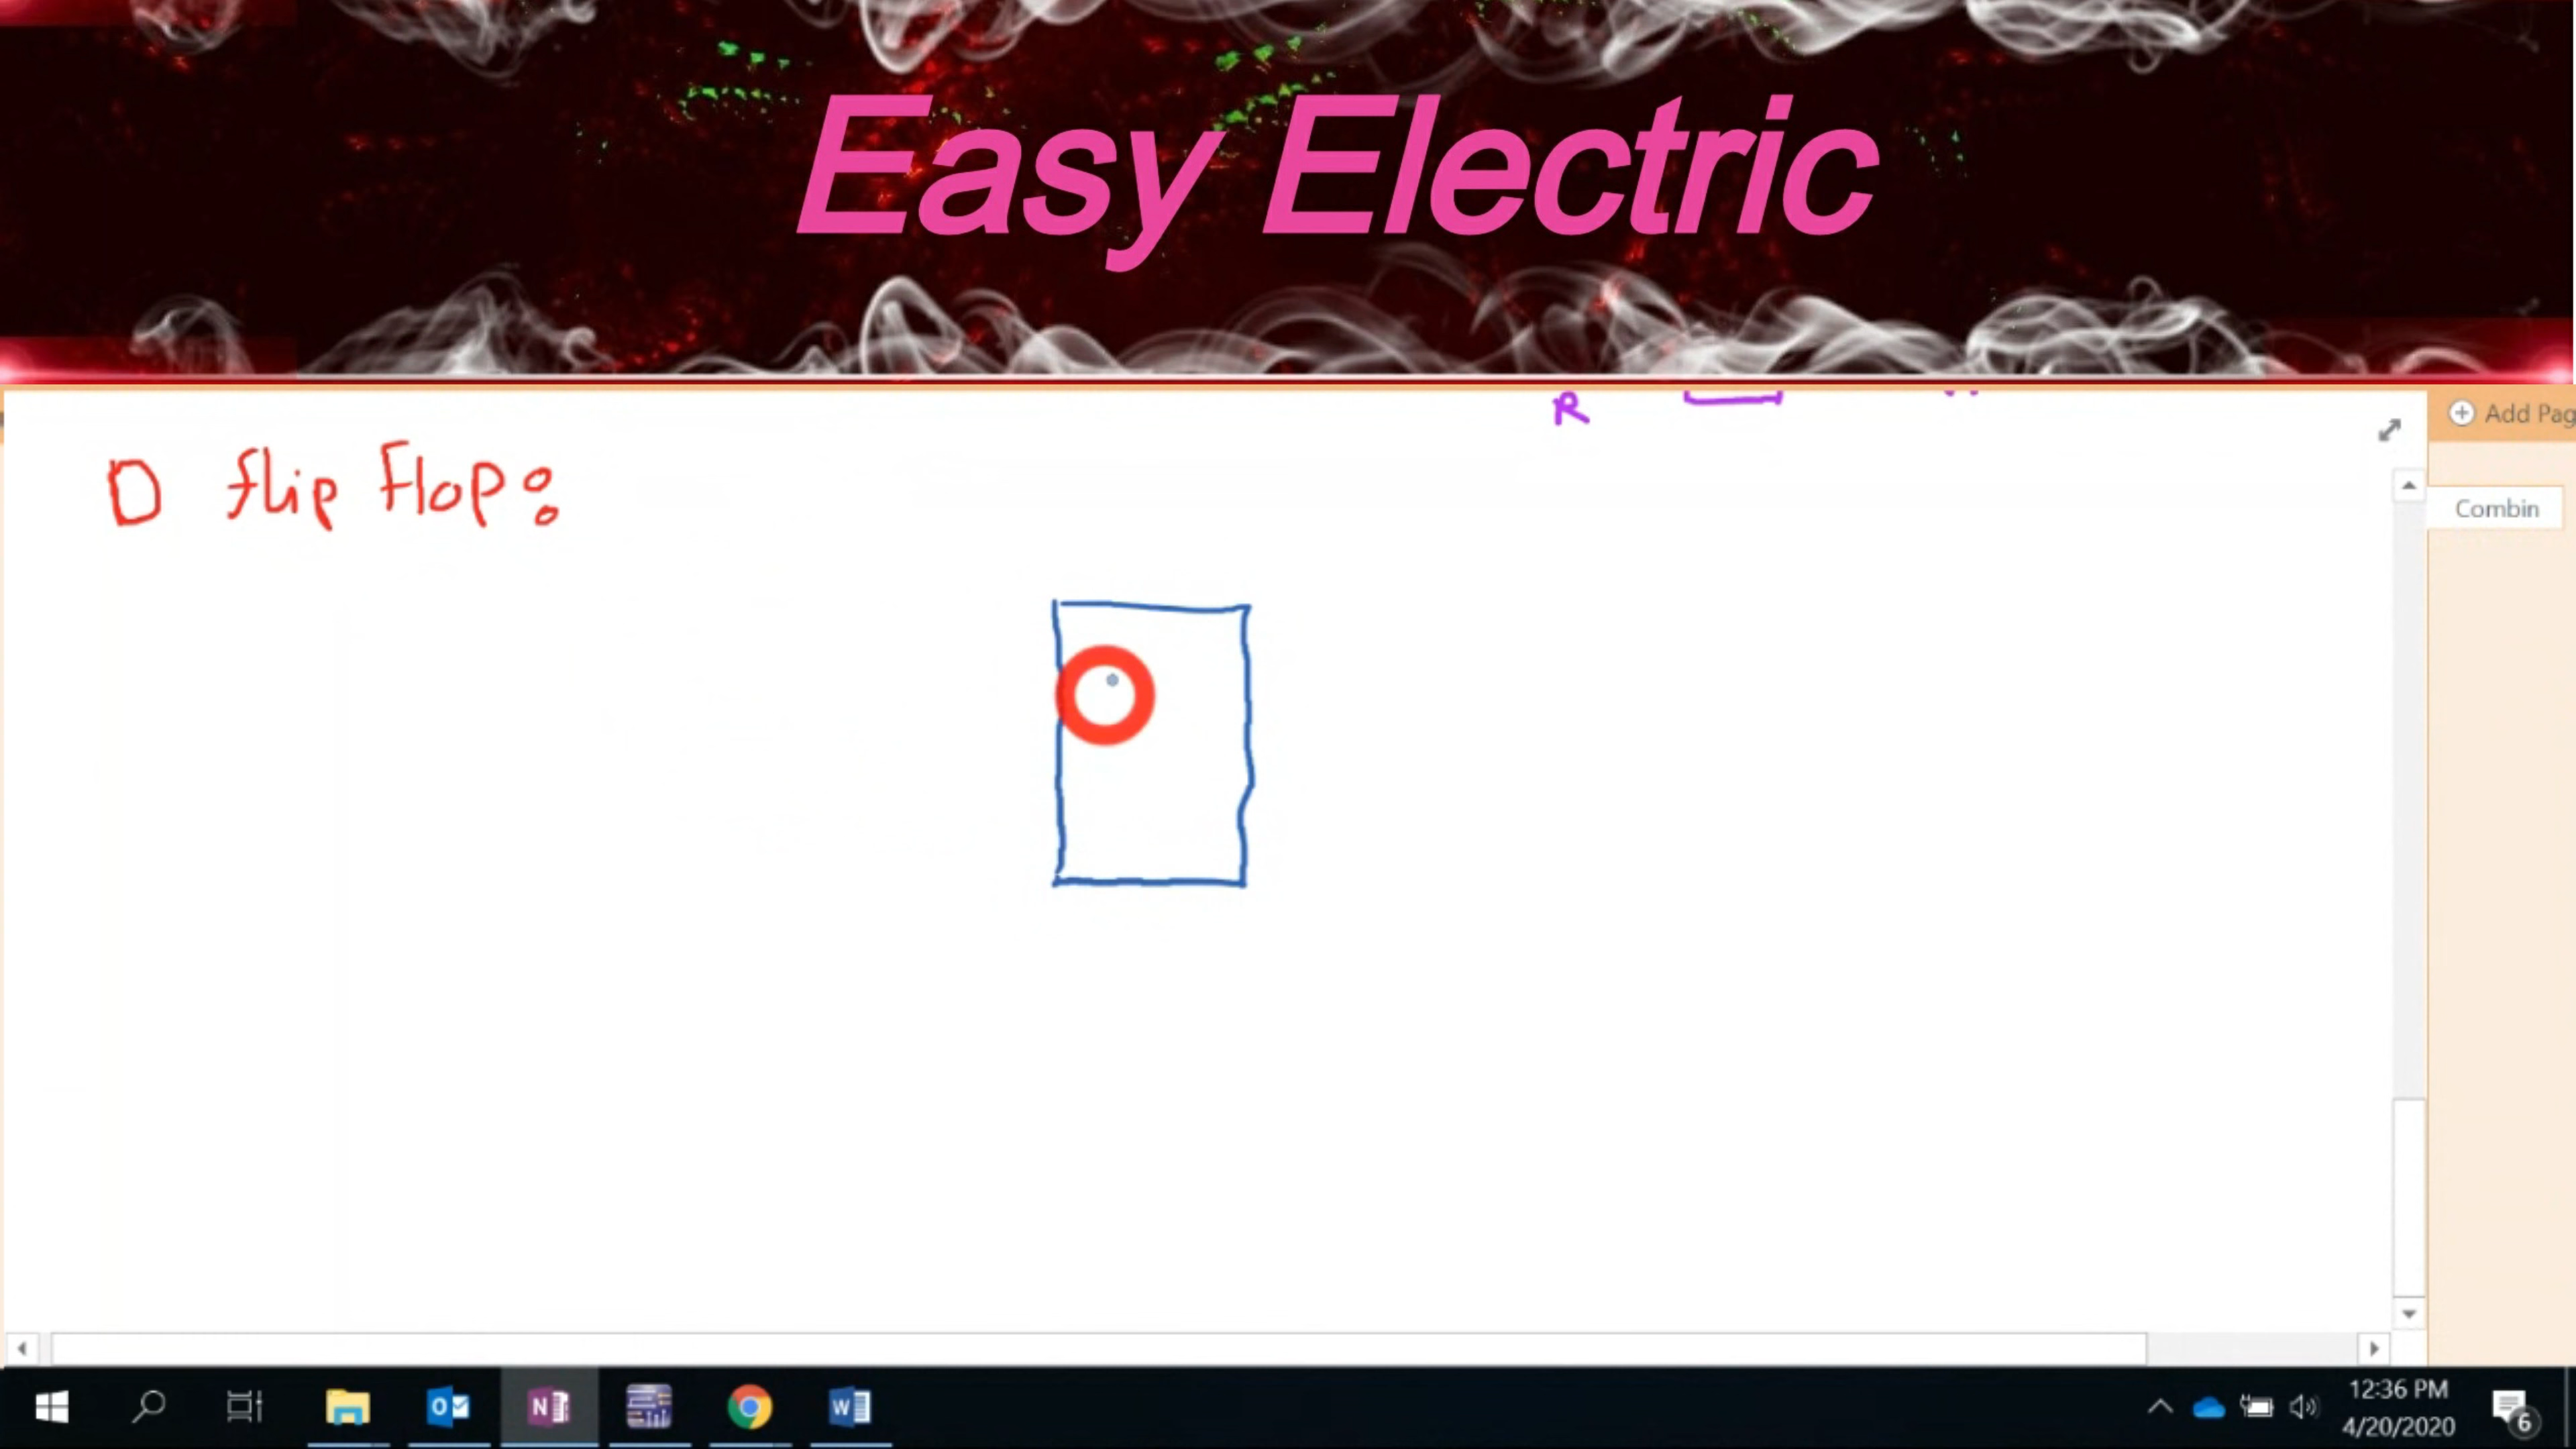 Easy Electric
R
Add Pag
D flip Flop:
Combin
12:36 PM
4/20/2020
6